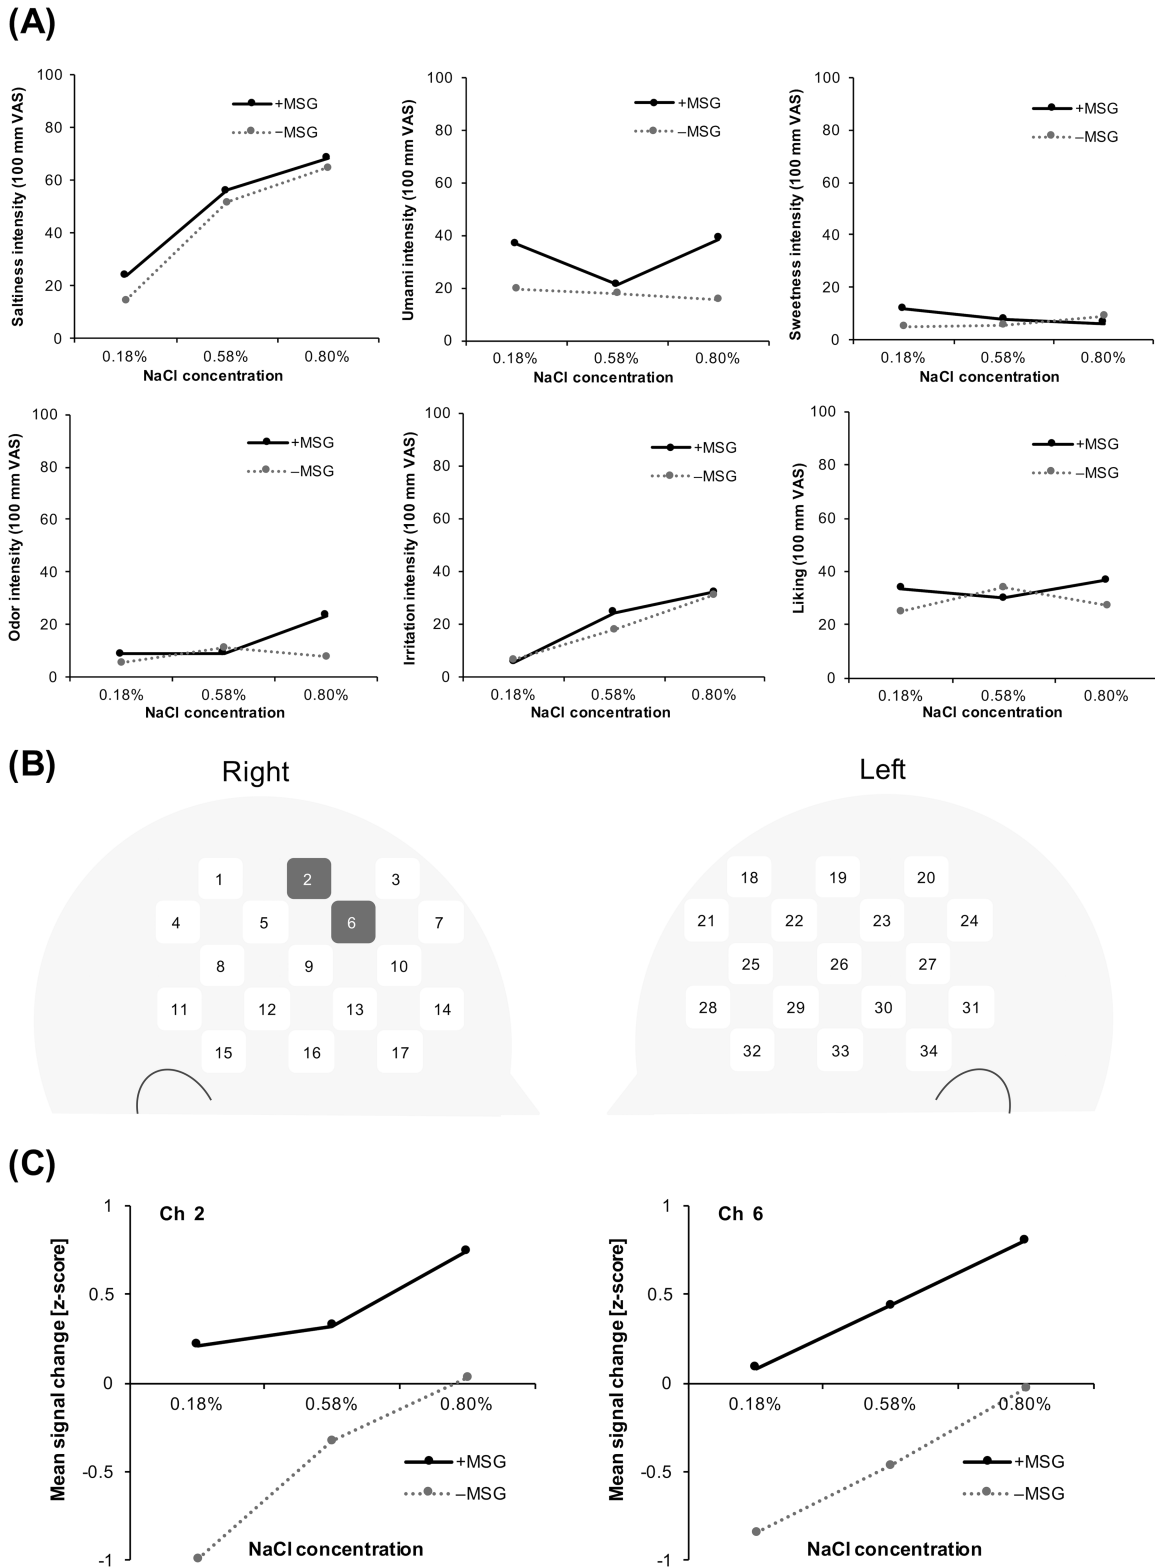 (A)
Saltiness intensity (100 mm VAS)
100
80
60
40
20
0
+MSG
–MSG
0.18% 0.58% 0.80%
NaCl concentration
Umami intensity (100 mm VAS)
100
80
60
40
20
0
+MSG
–MSG
0.18% 0.58% 0.80%
NaCl concentration
Sweetness intensity (100 mm VAS)
100
80
60
40
20
0
+MSG
–MSG
0.18% 0.58% 0.80%
NaCl concentration
Odor intensity (100 mm VAS)
100
80
60
40
20
0
+MSG
–MSG
0.18% 0.58% 0.80%
NaCl concentration
Irritation intensity (100 mm VAS)
100
80
60
40
20
0
+MSG
–MSG
0.18% 0.58% 0.80%
NaCl concentration
Liking (100 mm VAS)
100
80
60
40
20
0
+MSG
–MSG
0.18% 0.58% 0.80%
NaCl concentration
(B)
Right
1 2 3
4 5 6 7
8 9 10
11 12 13 14
15 16 17
Left
18 19 20
21 22 23 24
25 26 27
28 29 30 31
32 33 34
(C)
Ch 2
Mean signal change [z-score]
1
0.5
0
-0.5
-1
0.18% 0.58% 0.80%
+MSG
–MSG
NaCl concentration
Ch 6
Mean signal change [z-score]
1
0.5
0
-0.5
-1
0.18% 0.58% 0.80%
+MSG
–MSG
NaCl concentration